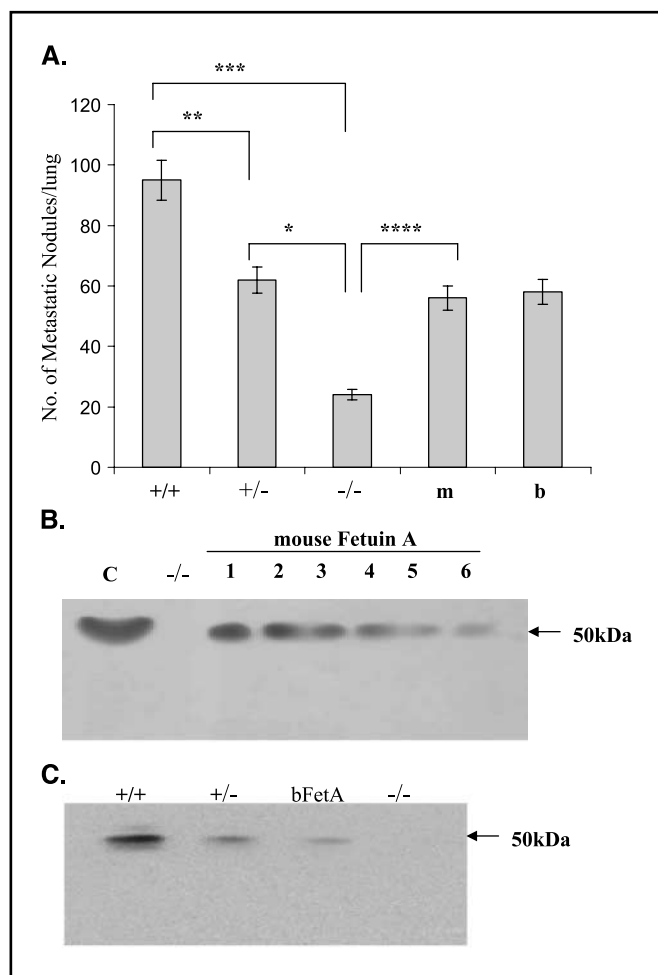 A.
***
**
*
****
120
100
80
60
40
20
0
No. of Metastatic Nodules/lung
+/+ +/- -/- m b
B.
mouse Fetuin A
C -/- 1 2 3 4 5 6
50kDa
C.
+/+ +/- bFetA -/-
50kDa